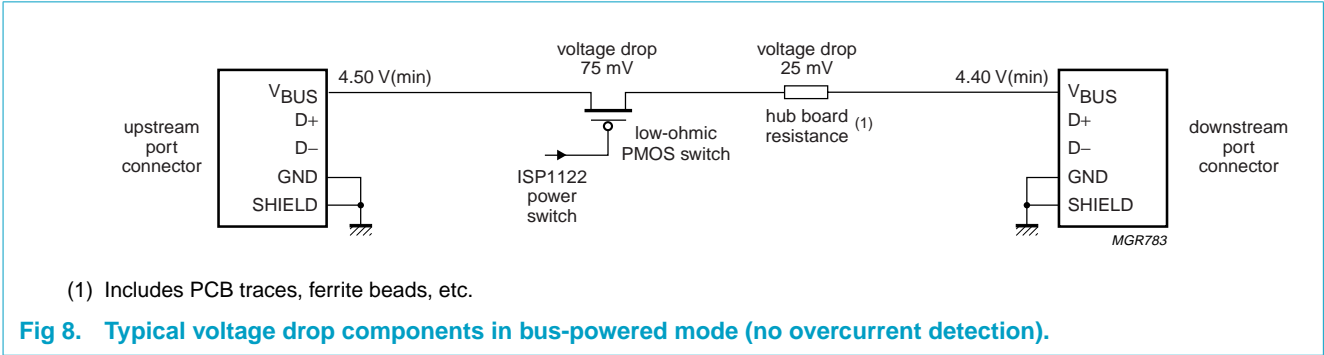 voltage drop
75 mV
voltage drop
25 mV
4.50 V(min)
4.40 V(min)
VBUS
D+
D−
GND
SHIELD
upstream
port
connector
low-ohmic
PMOS switch
hub board
resistance (1)
ISP1122
power
switch
VBUS
D+
D−
GND
SHIELD
downstream
port
connector
MGR783
(1) Includes PCB traces, ferrite beads, etc.
Fig 8. Typical voltage drop components in bus-powered mode (no overcurrent detection).